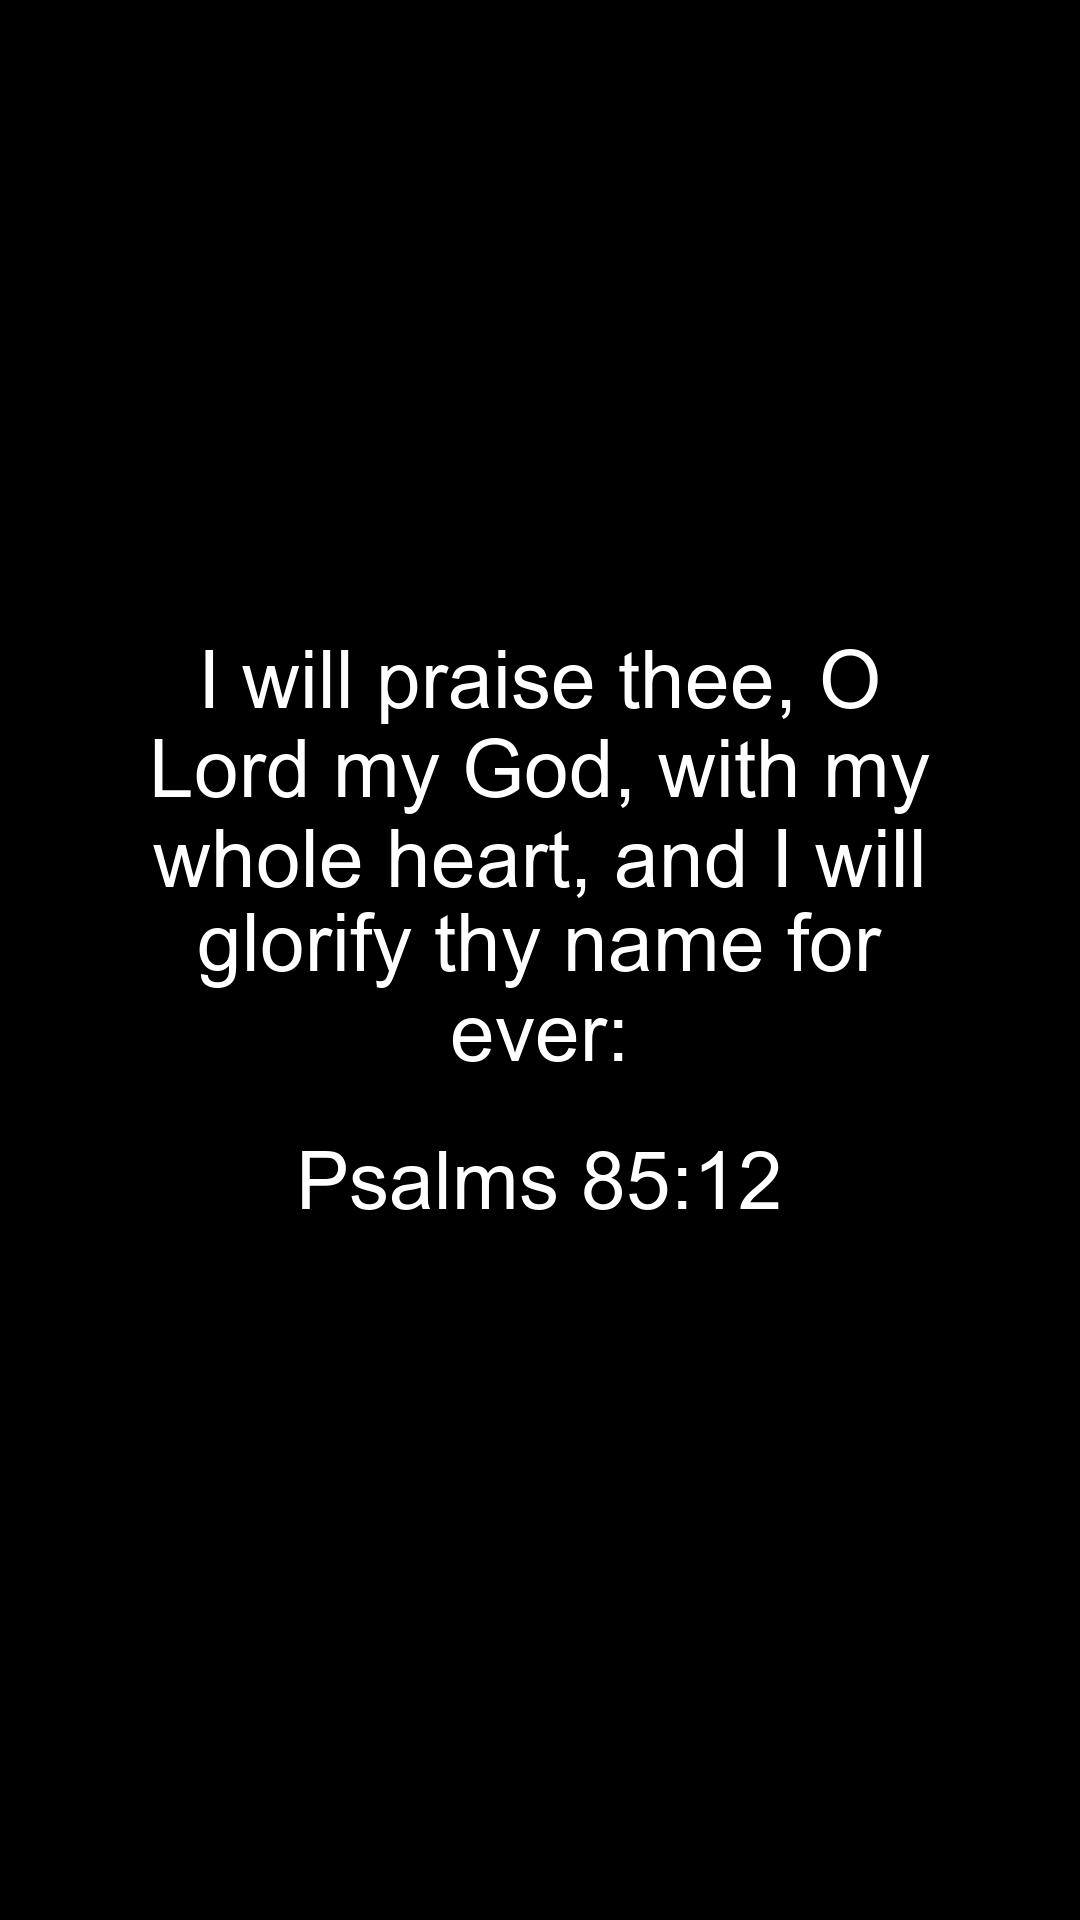 I will praise thee, O
Lord my God, with my
whole heart, and I will
glorify thy name for
ever:
Psalms 85:12